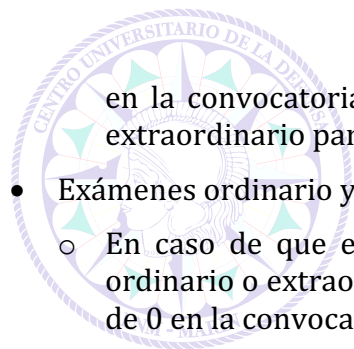 en la convocatoria
extraordinario par
• Exámenes ordinario y
o En caso de que e
ordinario o extrao
de 0 en la convoca
CENTRO UNIVERSITARIO DE LA DEFENSA